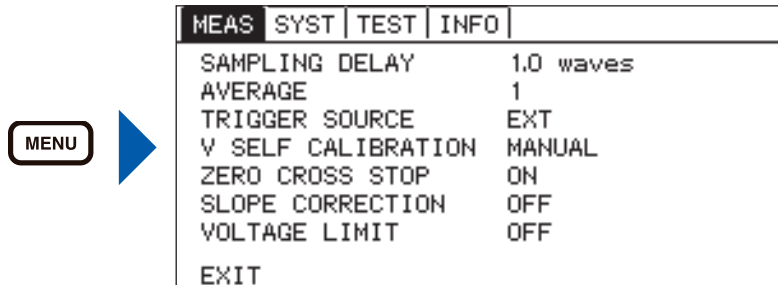 MEAS SYST TEST INFO
MENU
SAMPLING DELAY 1.0 waves
AVERAGE 1
TRIGGER SOURCE EXT
V SELF CALIBRATION MANUAL
ZERO CROSS STOP ON
SLOPE CORRECTION OFF
VOLTAGE LIMIT OFF
EXIT